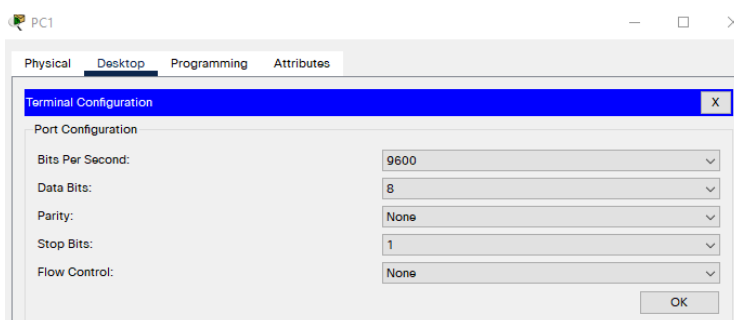 PC1
Physical Desktop Programming Attributes
Terminal Configuration X
Port Configuration
Bits Per Second: 9600
Data Bits: 8
Parity: None
Stop Bits: 1
Flow Control: None
OK